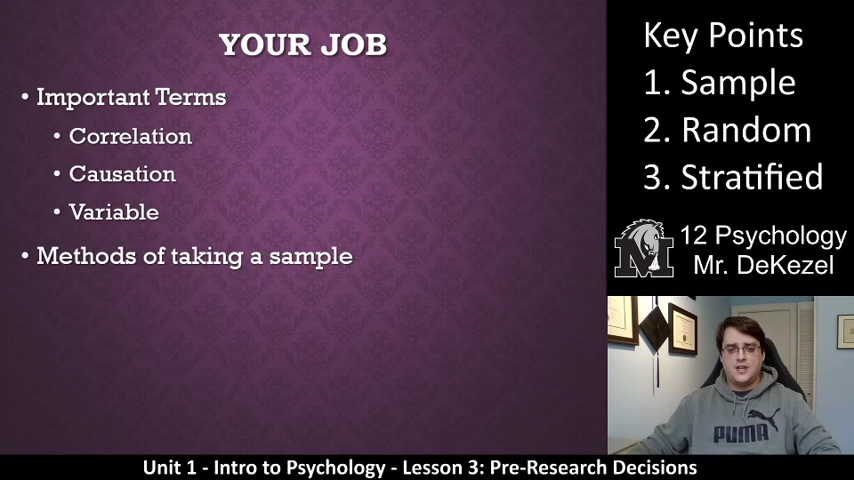 YOUR JOB
• Important Terms
• Correlation
• Causation
• Variable
• Methods of taking a sample
Key Points
1. Sample
2. Random
3. Stratified
M
12 Psychology
Mr. DeKezel
PUMA
Unit 1 - Intro to Psychology - Lesson 3: Pre-Research Decisions